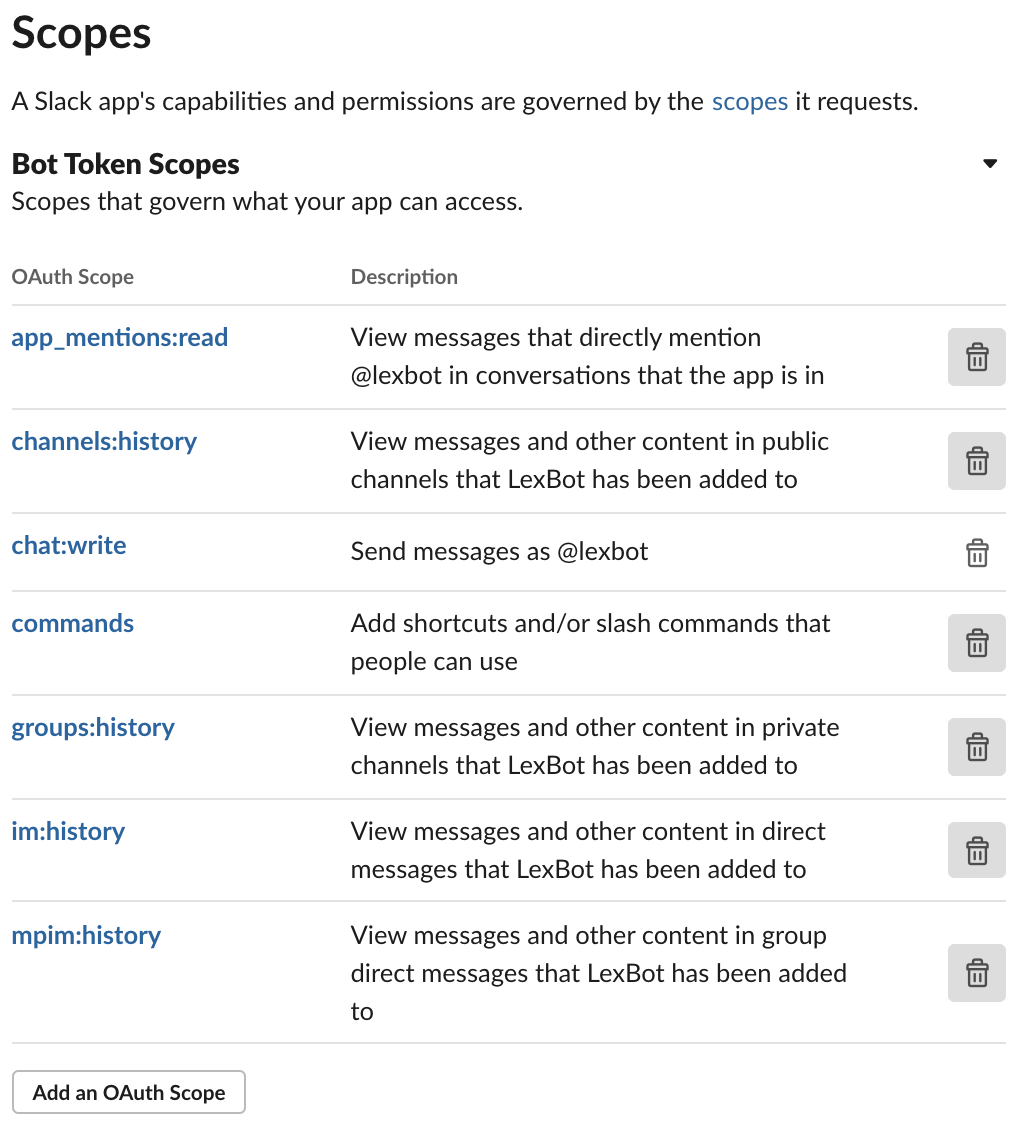 Scopes
A Slack app's capabilities and permissions are governed by the scopes it requests.
Bot Token Scopes
Scopes that govern what your app can access.
OAuth Scope Description
app_mentions:read View messages that directly mention
@lexbot in conversations that the app is in
channels:history View messages and other content in public
channels that LexBot has been added to
chat:write Send messages as @lexbot
commands Add shortcuts and/or slash commands that
people can use
groups:history View messages and other content in private
channels that LexBot has been added to
im:history View messages and other content in direct
messages that LexBot has been added to
mpim:history View messages and other content in group
direct messages that LexBot has been added
to
Add an OAuth Scope